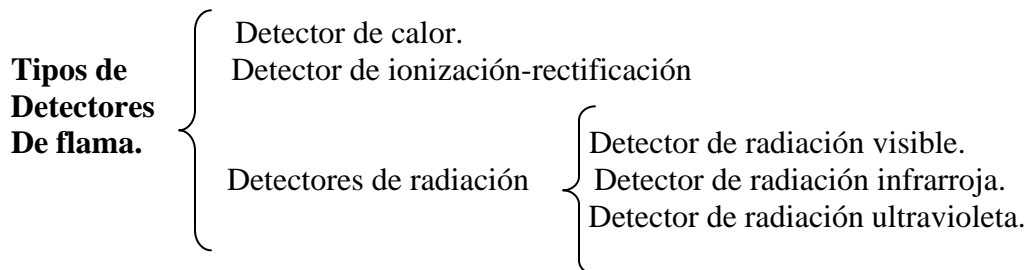 Tipos de
Detectores
De flama.
Detector de calor.
Detector de ionización-rectificación
Detectores de radiación
Detector de radiación visible.
Detector de radiación infrarroja.
Detector de radiación ultravioleta.